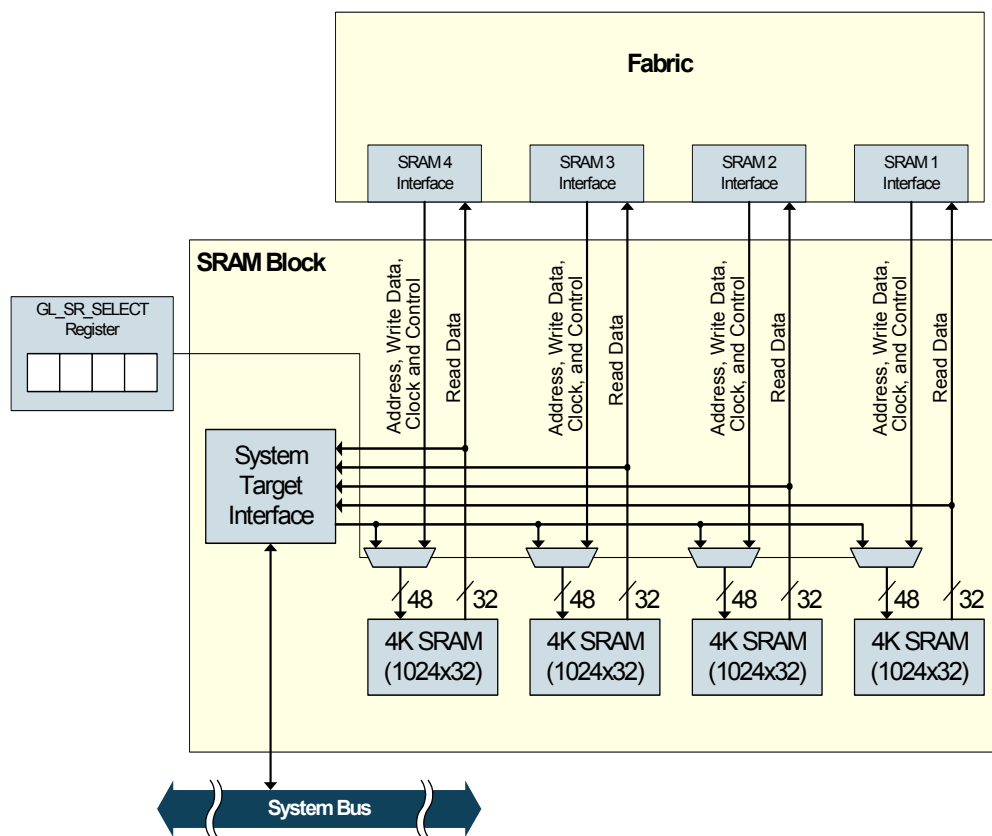 Fabric
SRAM 4
Interface
SRAM 3
Interface
SRAM 2
Interface
SRAM 1
Interface
SRAM Block
GL_SR_SELECT
Register
Address, Write Data,
Clock, and Control
Read Data
Address, Write Data,
Clock, and Control
Read Data
Address, Write Data,
Clock, and Control
Read Data
Address, Write Data,
Clock, and Control
Read Data
System
Target
Interface
48
32
48
32
48
32
48
32
4K SRAM
(1024x32)
4K SRAM
(1024x32)
4K SRAM
(1024x32)
4K SRAM
(1024x32)
System Bus